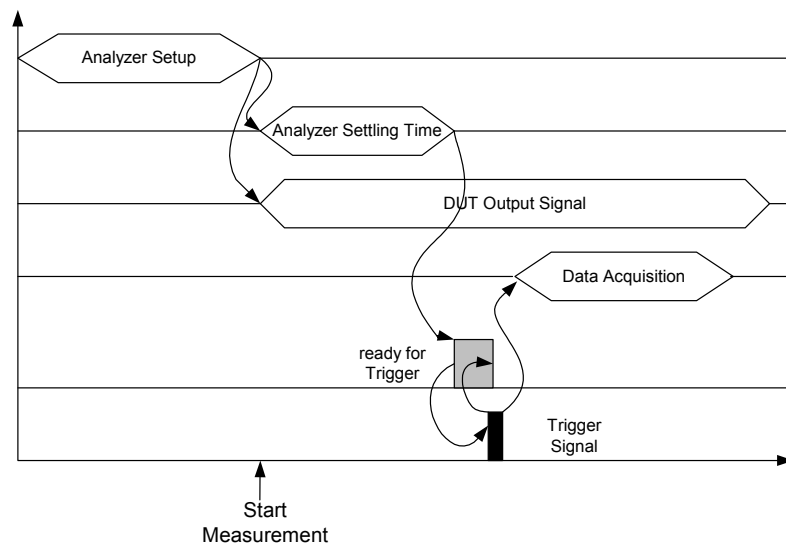 Analyzer Setup
Analyzer Settling Time
DUT Output Signal
Data Acquisition
ready for
Trigger
Trigger
Signal
Start
Measurement